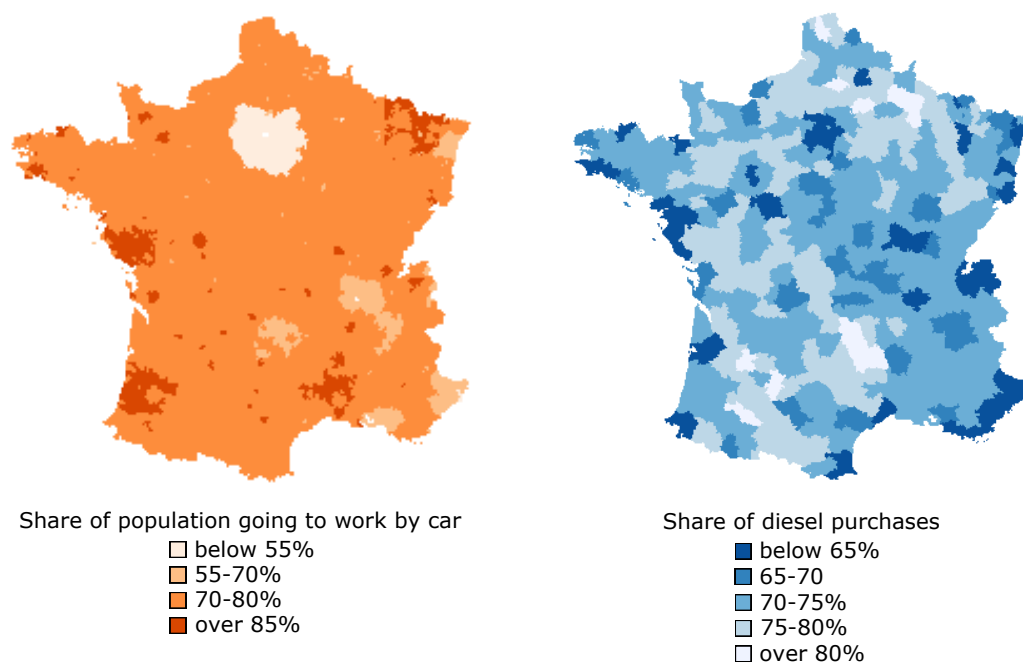 Share of population going to work by car
below 55%
55-70%
70-80%
over 85%
Share of diesel purchases
below 65%
65-70
70-75%
75-80%
over 80%